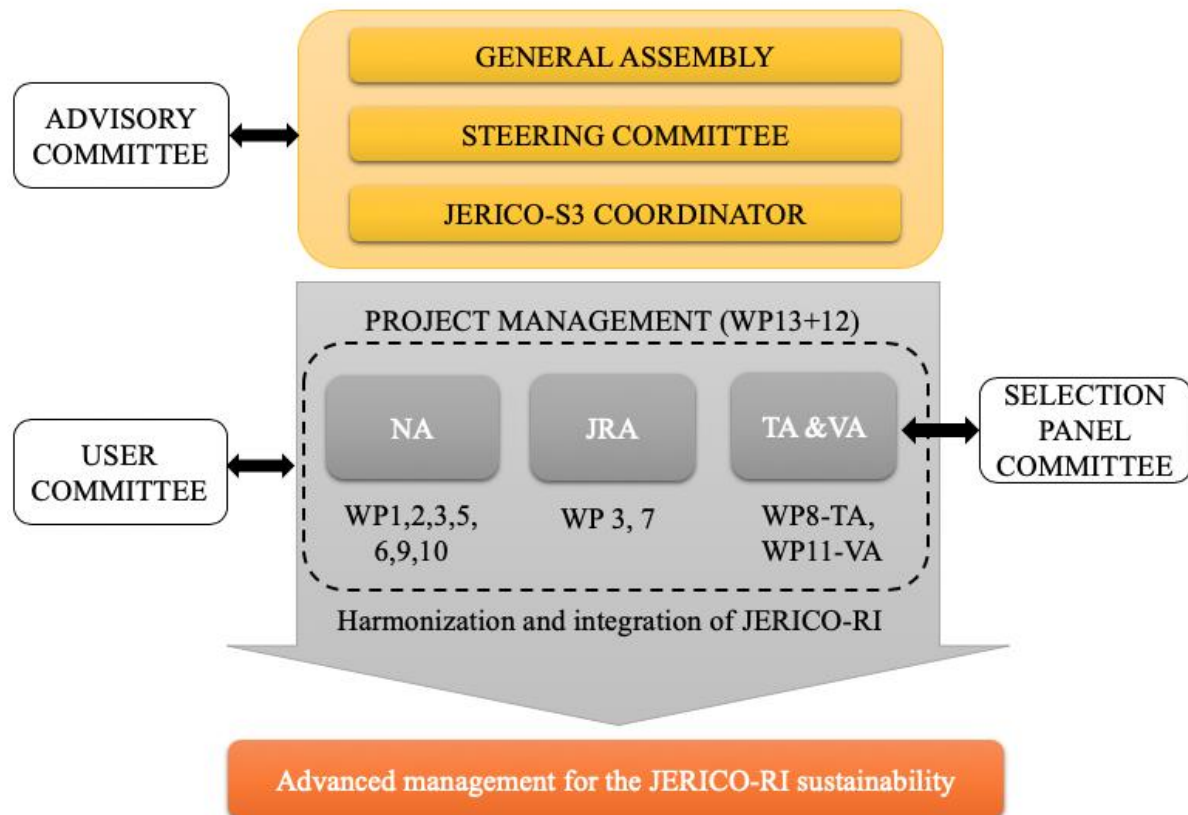 GENERAL ASSEMBLY
ADVISORY
COMMITTEE
STEERING COMMITTEE
JERICO-S3 COORDINATOR
PROJECT MANAGEMENT (WP13+12)
NA
JRA
TA &VA
SELECTION
PANEL
COMMITTEE
USER
COMMITTEE
WP1,2,3,5,
6,9,10
WP 3, 7
WP8-TA,
WP11-VA
Harmonization and integration of JERICO-RI
Advanced management for the JERICO-RI sustainability